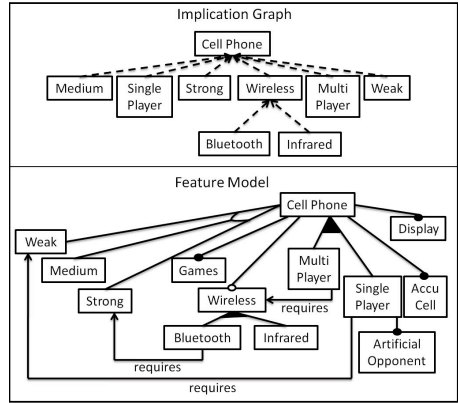 Implication Graph
Cell Phone
Medium
Single
Player
Strong
Wireless
Multi
Player
Weak
Bluetooth
Infrared
Feature Model
Cell Phone
Display
Weak
Medium
Games
Multi
Player
Strong
Wireless
requires
Single
Player
Accu
Cell
Bluetooth
Infrared
Artificial
Opponent
requires
requires